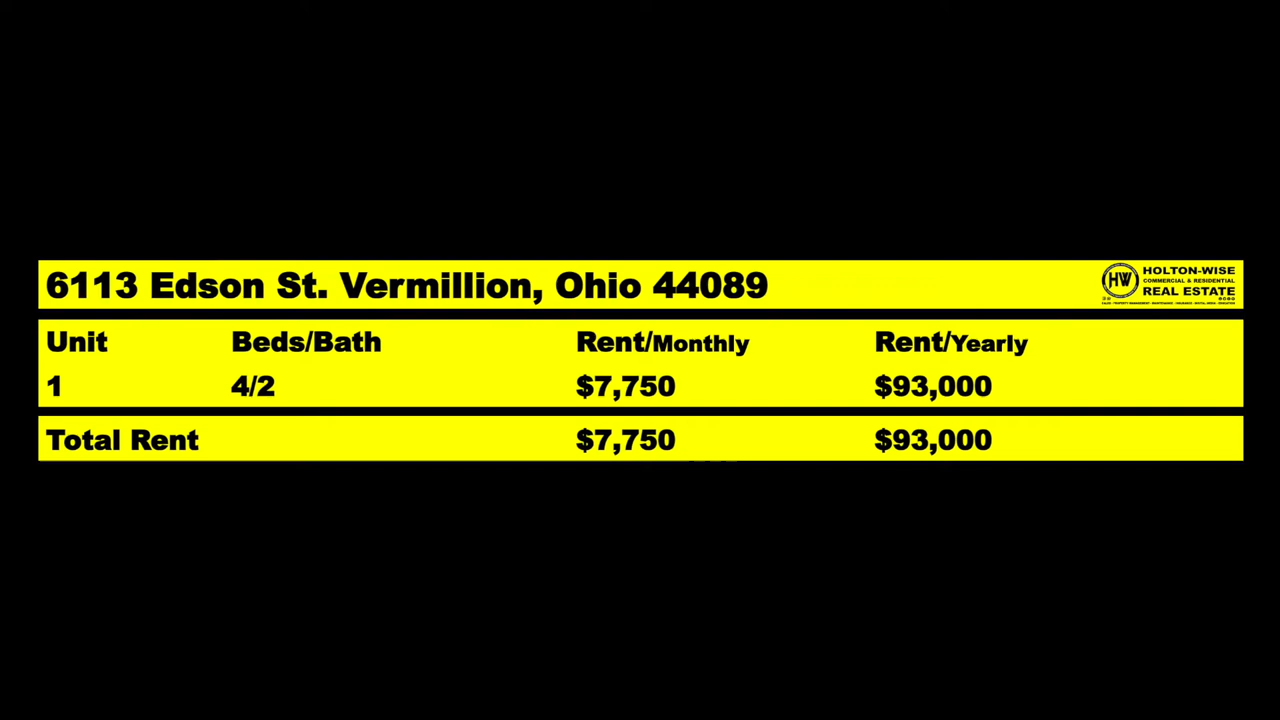 6113 Edson St. Vermillion, Ohio 44089
HW
HOLTON-WISE
COMMERCIAL & RESIDENTIAL
REAL ESTATE
Unit Beds/Bath Rent/Monthly Rent/Yearly
1 4/2 $7,750 $93,000
Total Rent $7,750 $93,000